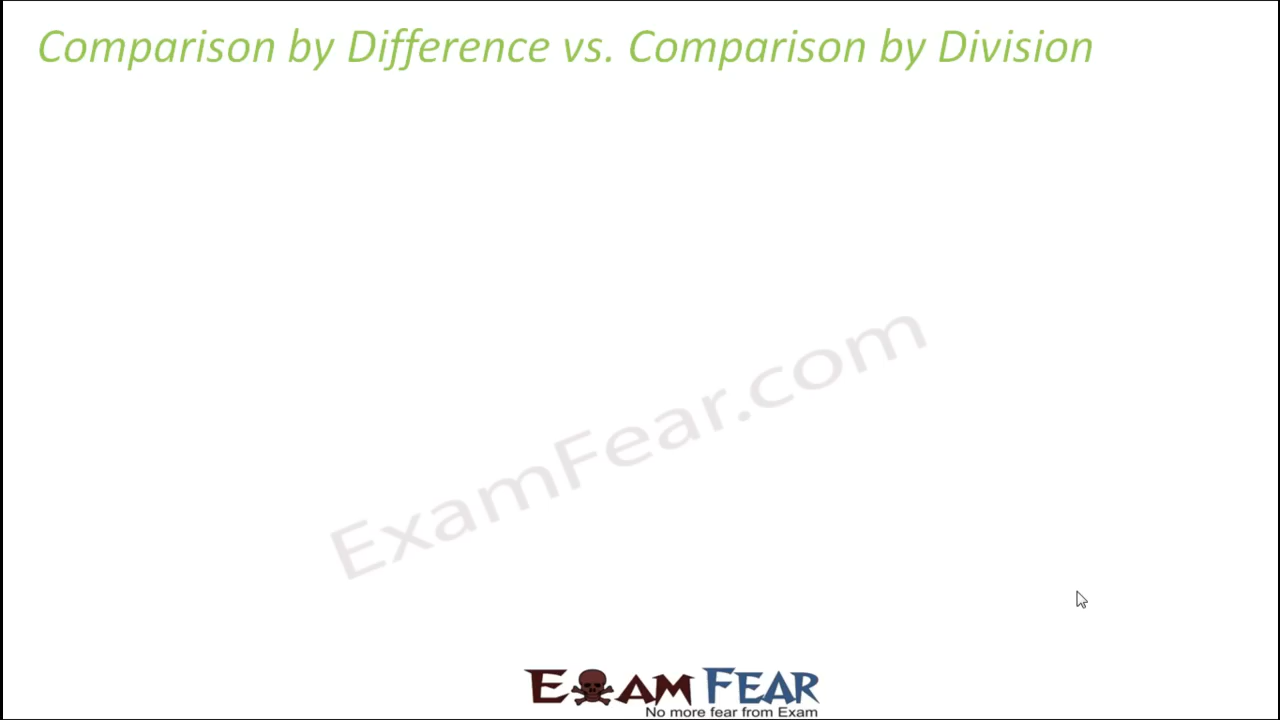 Comparison by Difference vs. Comparison by Division
ExamFear.com
EXAM FEAR
No more fear from Exam